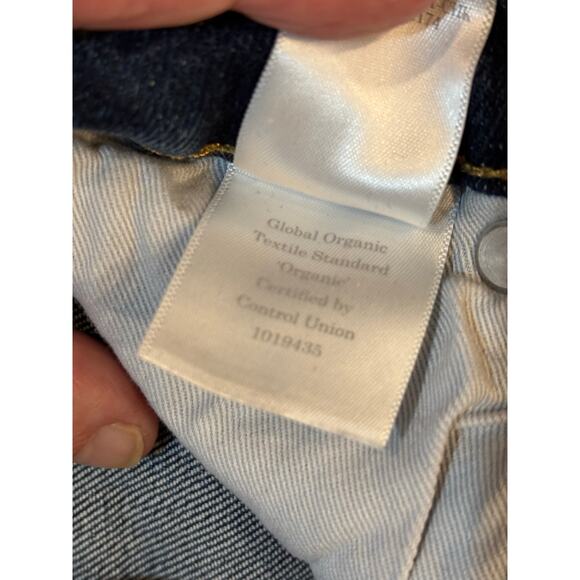 Global Organic
Textile Standard
'Organic'
Certified by
Control Union
1019435